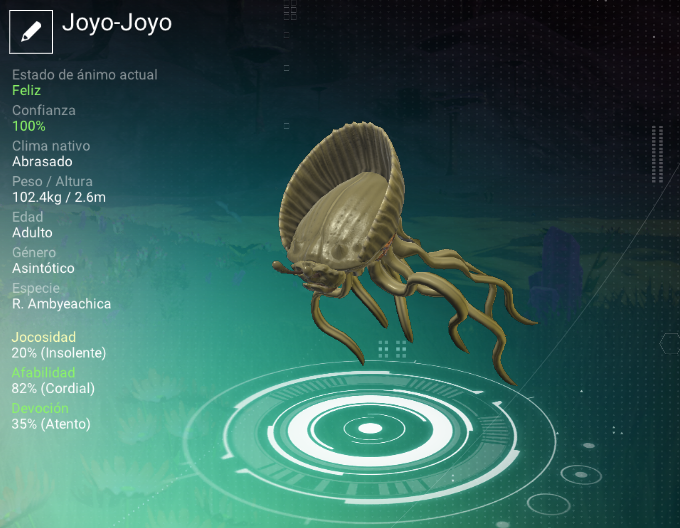 Joyo-Joyo
Estado de ánimo actual
Feliz
Confianza
100%
Clima nativo
Abrasado
Peso / Altura
102.4kg / 2.6m
Edad
Adulto
Género
Asintótico
Especie
R. Ambyeachica
Jocosidad
20% (Insolente)
Afabilidad
82% (Cordial)
Devoción
35% (Atento)